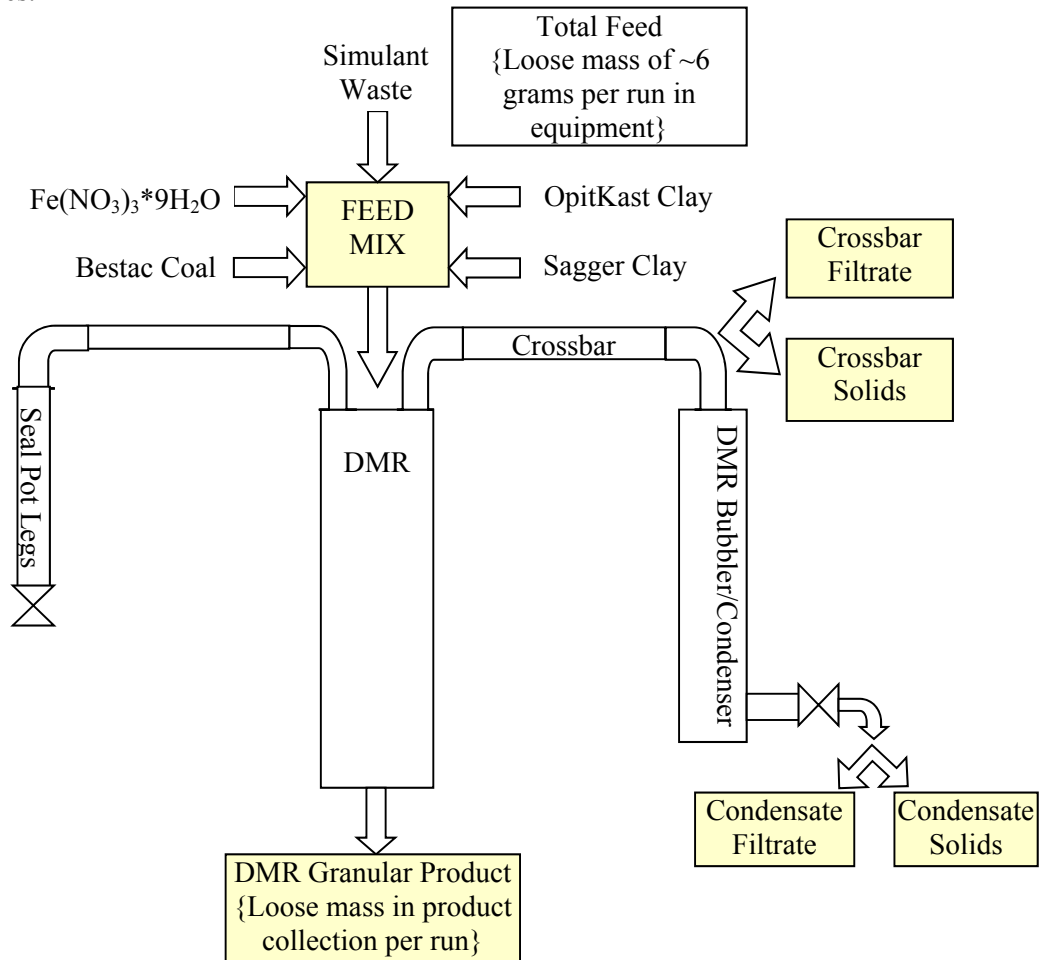 es.
Total Feed
{Loose mass of ~6
grams per run in
equipment}
Simulant
Waste
Fe(NO₃)₃*9H₂O
FEED
MIX
OpitKast Clay
Bestac Coal
Sagger Clay
Crossbar
Filtrate
Crossbar
Crossbar
Solids
Seal Pot Legs
DMR
DMR Bubbler/Condenser
Condensate
Filtrate
Condensate
Solids
DMR Granular Product
{Loose mass in product
collection per run}